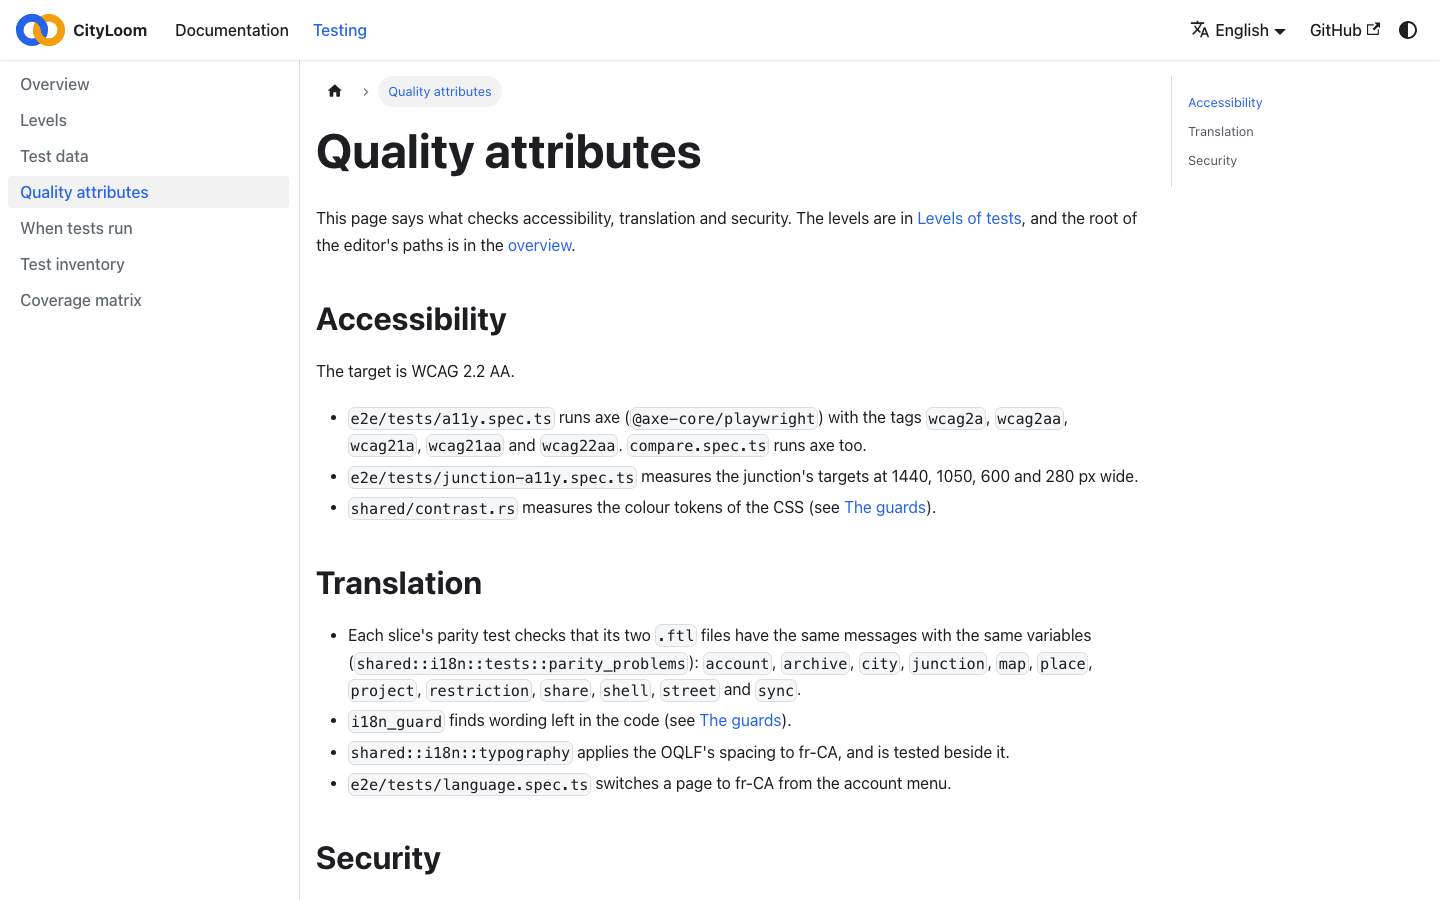 CityLoom
Documentation
Testing
English
GitHub
Overview
Levels
Test data
Quality attributes
When tests run
Test inventory
Coverage matrix
Quality attributes
Quality attributes
This page says what checks accessibility, translation and security. The levels are in Levels of tests, and the root of
the editor's paths is in the overview.
Accessibility
The target is WCAG 2.2 AA.
• e2e/tests/a11y.spec.ts runs axe (@axe-core/playwright) with the tags wcag2a, wcag2aa,
wcag21a, wcag21aa and wcag22aa. compare.spec.ts runs axe too.
• e2e/tests/junction-a11y.spec.ts measures the junction's targets at 1440, 1050, 600 and 280 px wide.
• shared/contrast.rs measures the colour tokens of the CSS (see The guards).
Translation
• Each slice's parity test checks that its two .ftl files have the same messages with the same variables
(shared::i18n::tests::parity_problems): account, archive, city, junction, map, place,
project, restriction, share, shell, street and sync.
• i18n_guard finds wording left in the code (see The guards).
• shared::i18n::typography applies the OQLF's spacing to fr-CA, and is tested beside it.
• e2e/tests/language.spec.ts switches a page to fr-CA from the account menu.
Security
Accessibility
Translation
Security